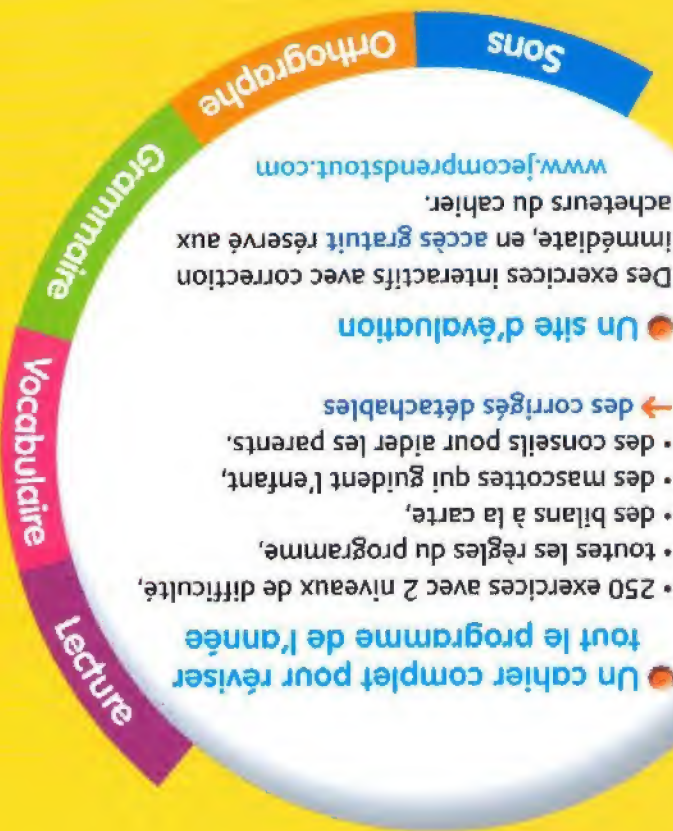 Lecture
Vocabulaire
Grammaire
Orthographe
Sons
Un cahier complet pour réviser
tout le programme de l'année
• 250 exercices avec 2 niveaux de difficulté,
• toutes les règles du programme,
• des bilans à la carte,
• des mascottes qui guident l'enfant,
• des conseils pour aider les parents.
→ des corrigés détachables
Un site d'évaluation
Des exercices interactifs avec correction
immédiate, en accès gratuit réservé aux
acheteurs du cahier.
www.jecomprendstout.com